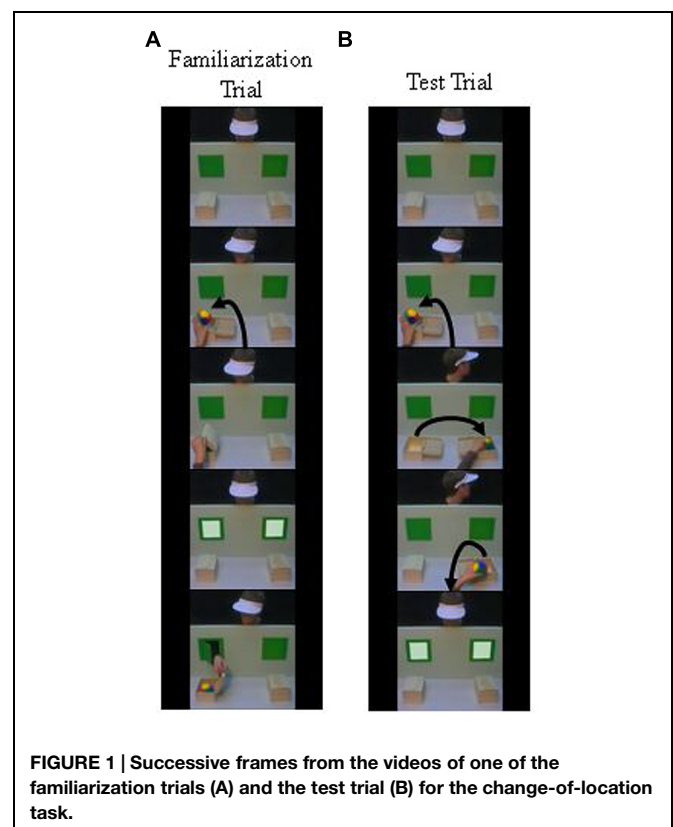 A
B
Familiarization
Trial
Test Trial
FIGURE 1 | Successive frames from the videos of one of the
familiarization trials (A) and the test trial (B) for the change-of-location
task.